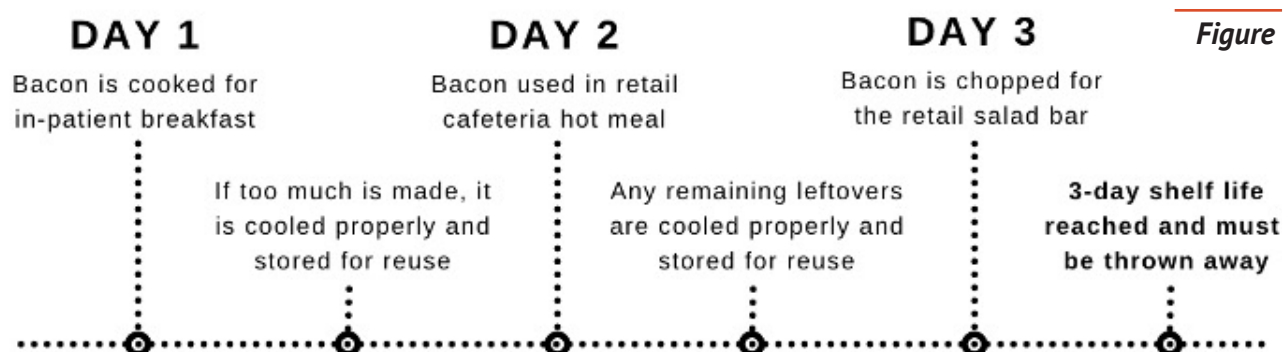 DAY 1
Bacon is cooked for
in-patient breakfast
If too much is made, it
is cooled properly and
stored for reuse
DAY 2
Bacon used in retail
cafeteria hot meal
Any remaining leftovers
are cooled properly and
stored for reuse
DAY 3
Bacon is chopped for
the retail salad bar
3-day shelf life
reached and must
be thrown away
Figure